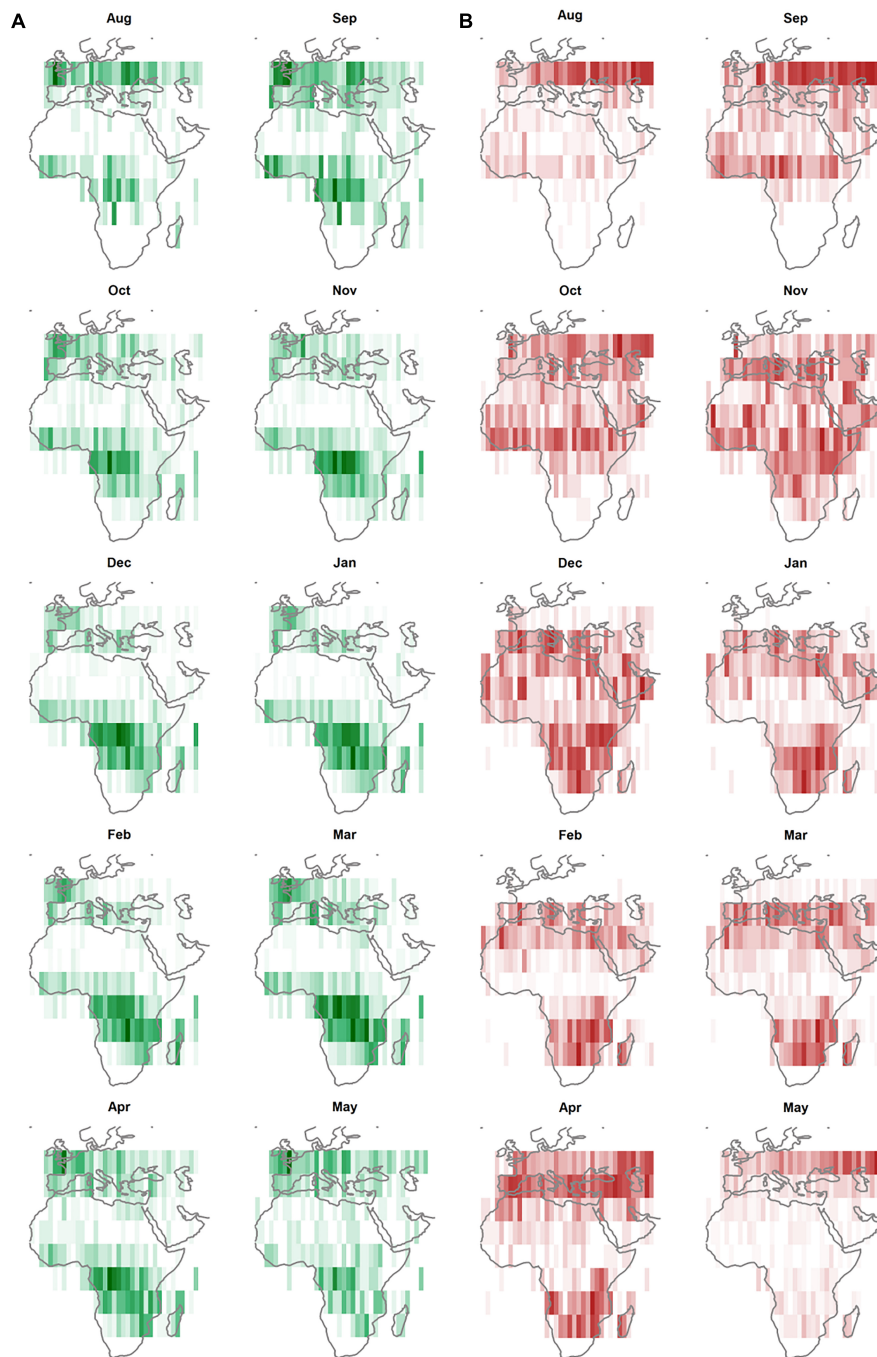 A Aug Sep B Aug Sep
Oct Nov Oct Nov
Dec Jan Dec Jan
Feb Mar Feb Mar
Apr May Apr May